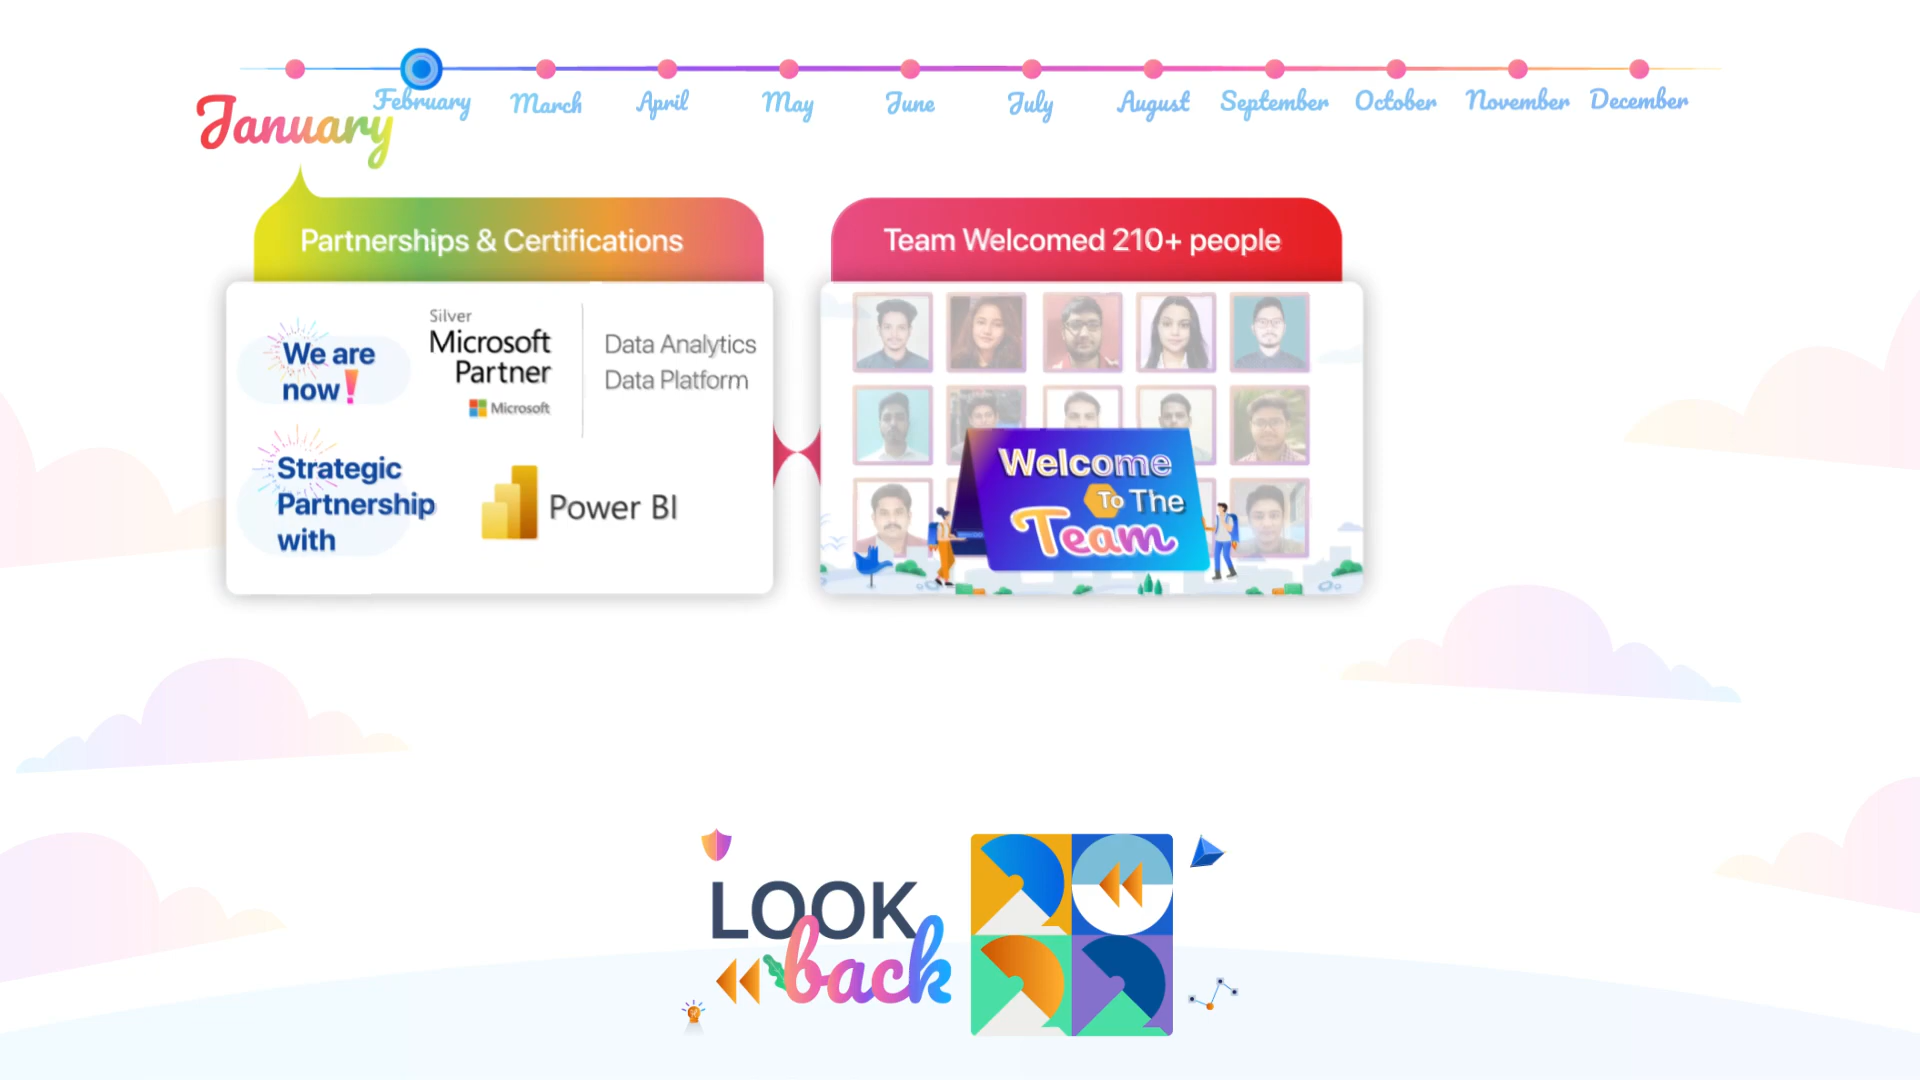 January
February
March
April
May
June
July
August
September
October
November
December
Partnerships & Certifications
We are
now!
Silver
Microsoft
Partner
Microsoft
Data Analytics
Data Platform
Strategic
Partnership
with
Power BI
Team Welcomed 210+ people
Welcome
To The
Team
LOOK
back